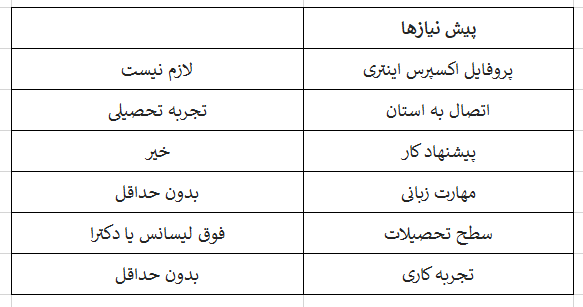 پیش نیازها
پروفایل اکسپرس اینتری لازم نیست
اتصال به استان تجربه تحصیلی
پیشنهاد کار خیر
مهارت زبانی بدون حداقل
سطح تحصیلات فوق لیسانس یا دکترا
تجربه کاری بدون حداقل